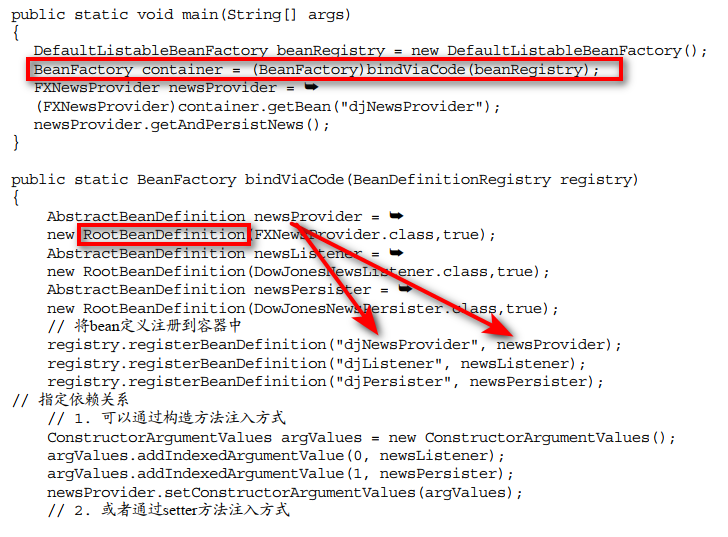 public static void main(String[] args)
{
DefaultListableBeanFactory beanRegistry = new DefaultListableBeanFactory();
BeanFactory container = (BeanFactory)bindViaCode(beanRegistry);
FXNewsProvider newsProvider = ➥
(FXNewsProvider)container.getBean("djNewsProvider");
newsProvider.getAndPersistNews();
}
public static BeanFactory bindViaCode(BeanDefinitionRegistry registry)
{
AbstractBeanDefinition newsProvider = ➥
new RootBeanDefinition(FXNewsProvider.class,true);
AbstractBeanDefinition newsListener = ➥
new RootBeanDefinition(DowJonesNewsListener.class,true);
AbstractBeanDefinition newsPersister = ➥
new RootBeanDefinition(DowJonesNewsPersister.class,true);
// 将bean定义注册到容器中
registry.registerBeanDefinition("djNewsProvider", newsProvider);
registry.registerBeanDefinition("djListener", newsListener);
registry.registerBeanDefinition("djPersister", newsPersister);
// 指定依赖关系
// 1. 可以通过构造方法注入方式
ConstructorArgumentValues argValues = new ConstructorArgumentValues();
argValues.addIndexedArgumentValue(0, newsListener);
argValues.addIndexedArgumentValue(1, newsPersister);
newsProvider.setConstructorArgumentValues(argValues);
// 2. 或者通过setter方法注入方式